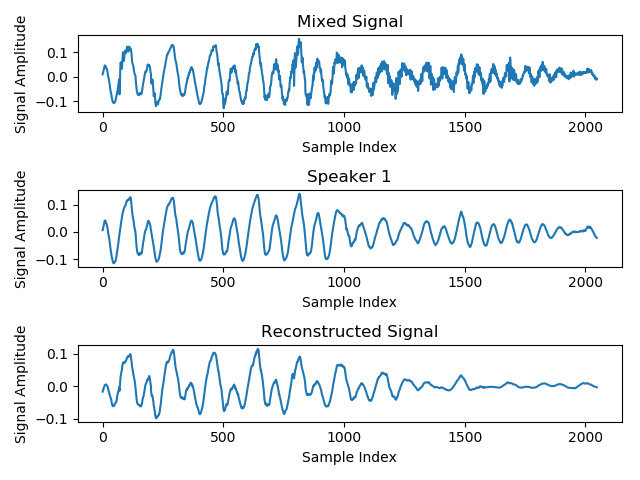 Mixed Signal
Signal Amplitude
0.1
0.0
−0.1
0 500 1000 1500 2000
Sample Index
Speaker 1
Signal Amplitude
0.1
0.0
−0.1
0 500 1000 1500 2000
Sample Index
Reconstructed Signal
Signal Amplitude
0.1
0.0
−0.1
0 500 1000 1500 2000
Sample Index